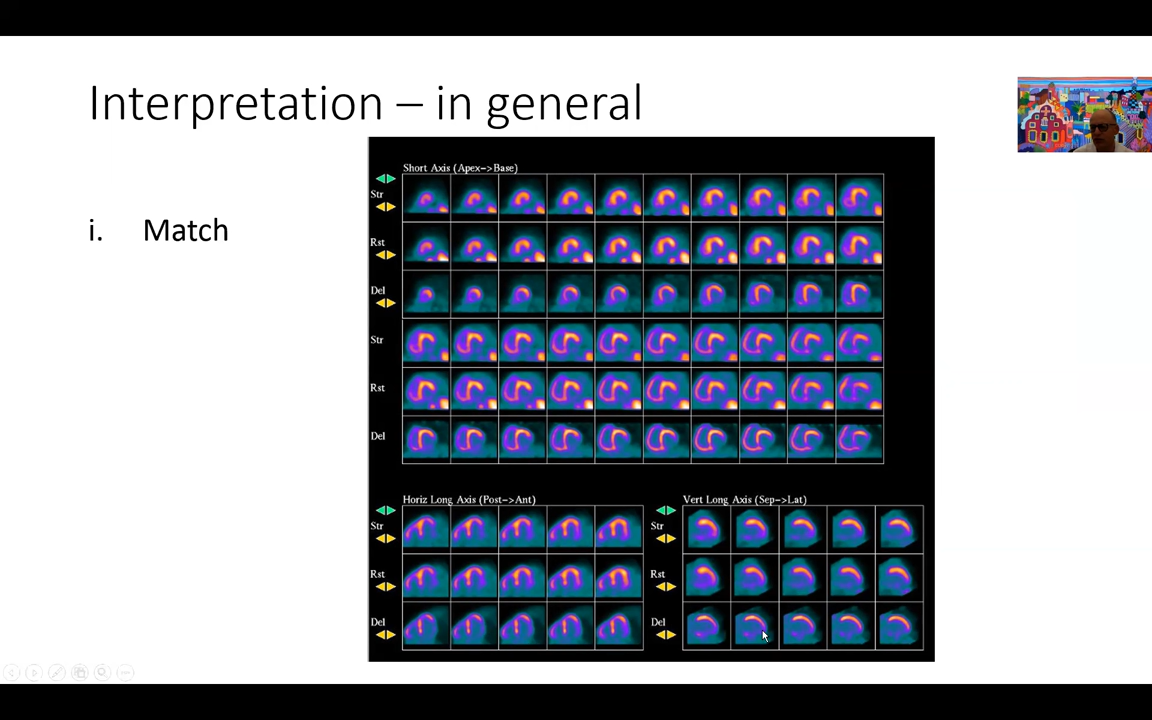 Interpretation – in general
i. Match
Short Axis (Apex->Base)
Str
Rst
Del
Str
Rst
Del
Horiz Long Axis (Post->Ant)
Str
Rst
Del
Vert Long Axis (Sep->Lat)
Str
Rst
Del